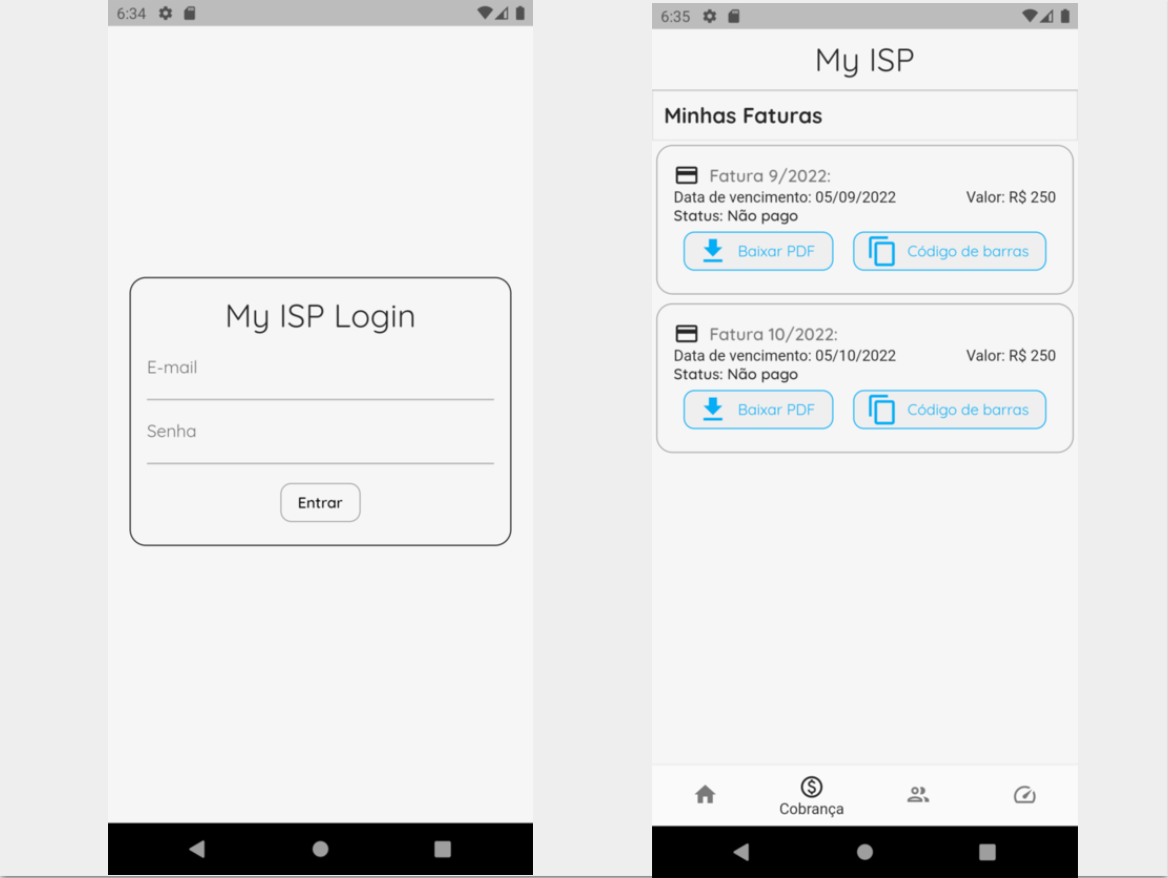 6:34
My ISP Login
E-mail
Senha
Entrar
6:35
My ISP
Minhas Faturas
Fatura 9/2022:
Data de vencimento: 05/09/2022 Valor: R$ 250
Status: Não pago
Baixar PDF Código de barras
Fatura 10/2022:
Data de vencimento: 05/10/2022 Valor: R$ 250
Status: Não pago
Baixar PDF Código de barras
Cobrança